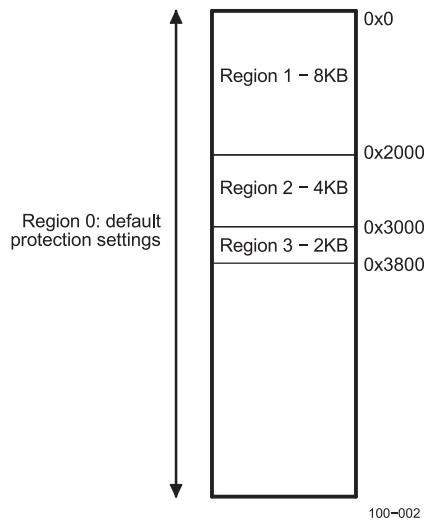 0x0
Region 1 − 8KB
0x2000
Region 2 − 4KB
Region 0: default
protection settings
0x3000
Region 3 − 2KB
0x3800
100−002